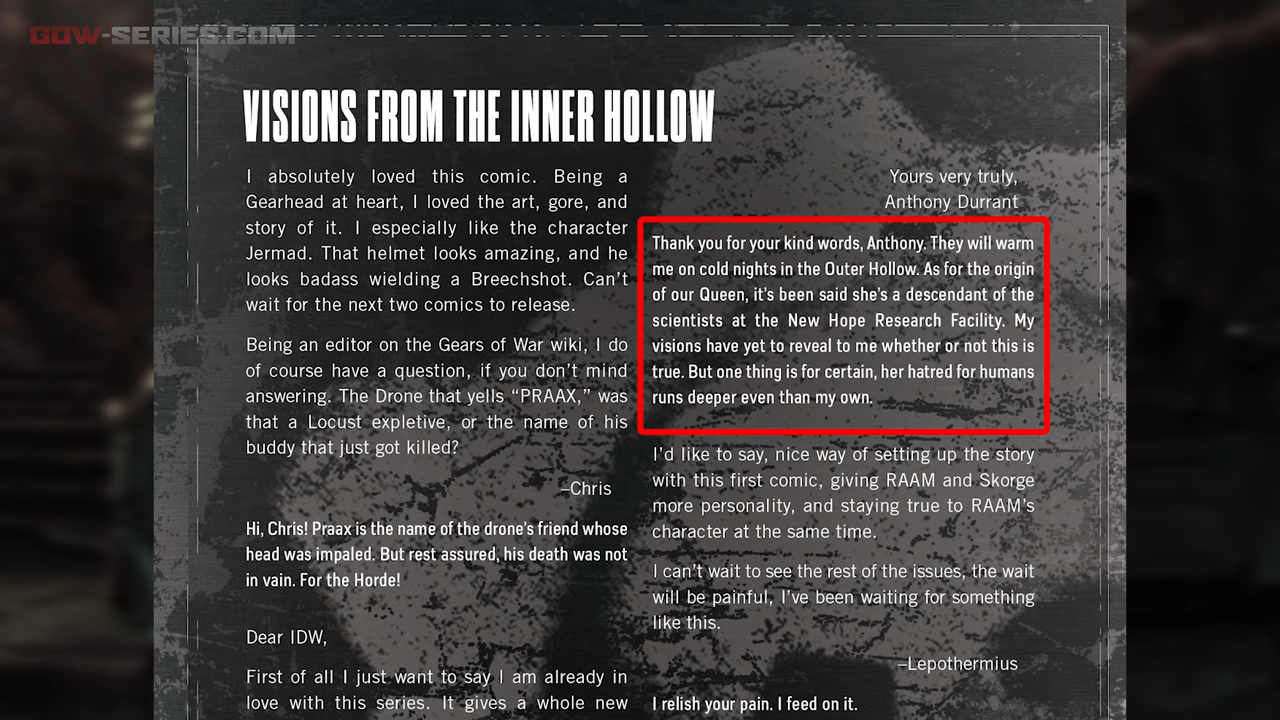 GOW-SERIES.COM
VISIONS FROM THE INNER HOLLOW
I absolutely loved this comic. Being a
Gearhead at heart, I loved the art, gore, and
story of it. I especially like the character
Jermad. That helmet looks amazing, and he
looks badass wielding a Breechshot. Can't
wait for the next two comics to release.
Being an editor on the Gears of War wiki, I do
of course have a question, if you don't mind
answering. The Drone that yells “PRAAX,” was
that a Locust expletive, or the name of his
buddy that just got killed?
–Chris
Hi, Chris! Praax is the name of the drone's friend whose
head was impaled. But rest assured, his death was not
in vain. For the Horde!
Dear IDW,
First of all I just want to say I am already in
love with this series. It gives a whole new
Yours very truly,
Anthony Durrant
Thank you for your kind words, Anthony. They will warm
me on cold nights in the Outer Hollow. As for the origin
of our Queen, it's been said she's a descendant of the
scientists at the New Hope Research Facility. My
visions have yet to reveal to me whether or not this is
true. But one thing is for certain, her hatred for humans
runs deeper even than my own.
I'd like to say, nice way of setting up the story
with this first comic, giving RAAM and Skorge
more personality, and staying true to RAAM's
character at the same time.
I can't wait to see the rest of the issues, the wait
will be painful, I've been waiting for something
like this.
–Lepothermius
I relish your pain. I feed on it.